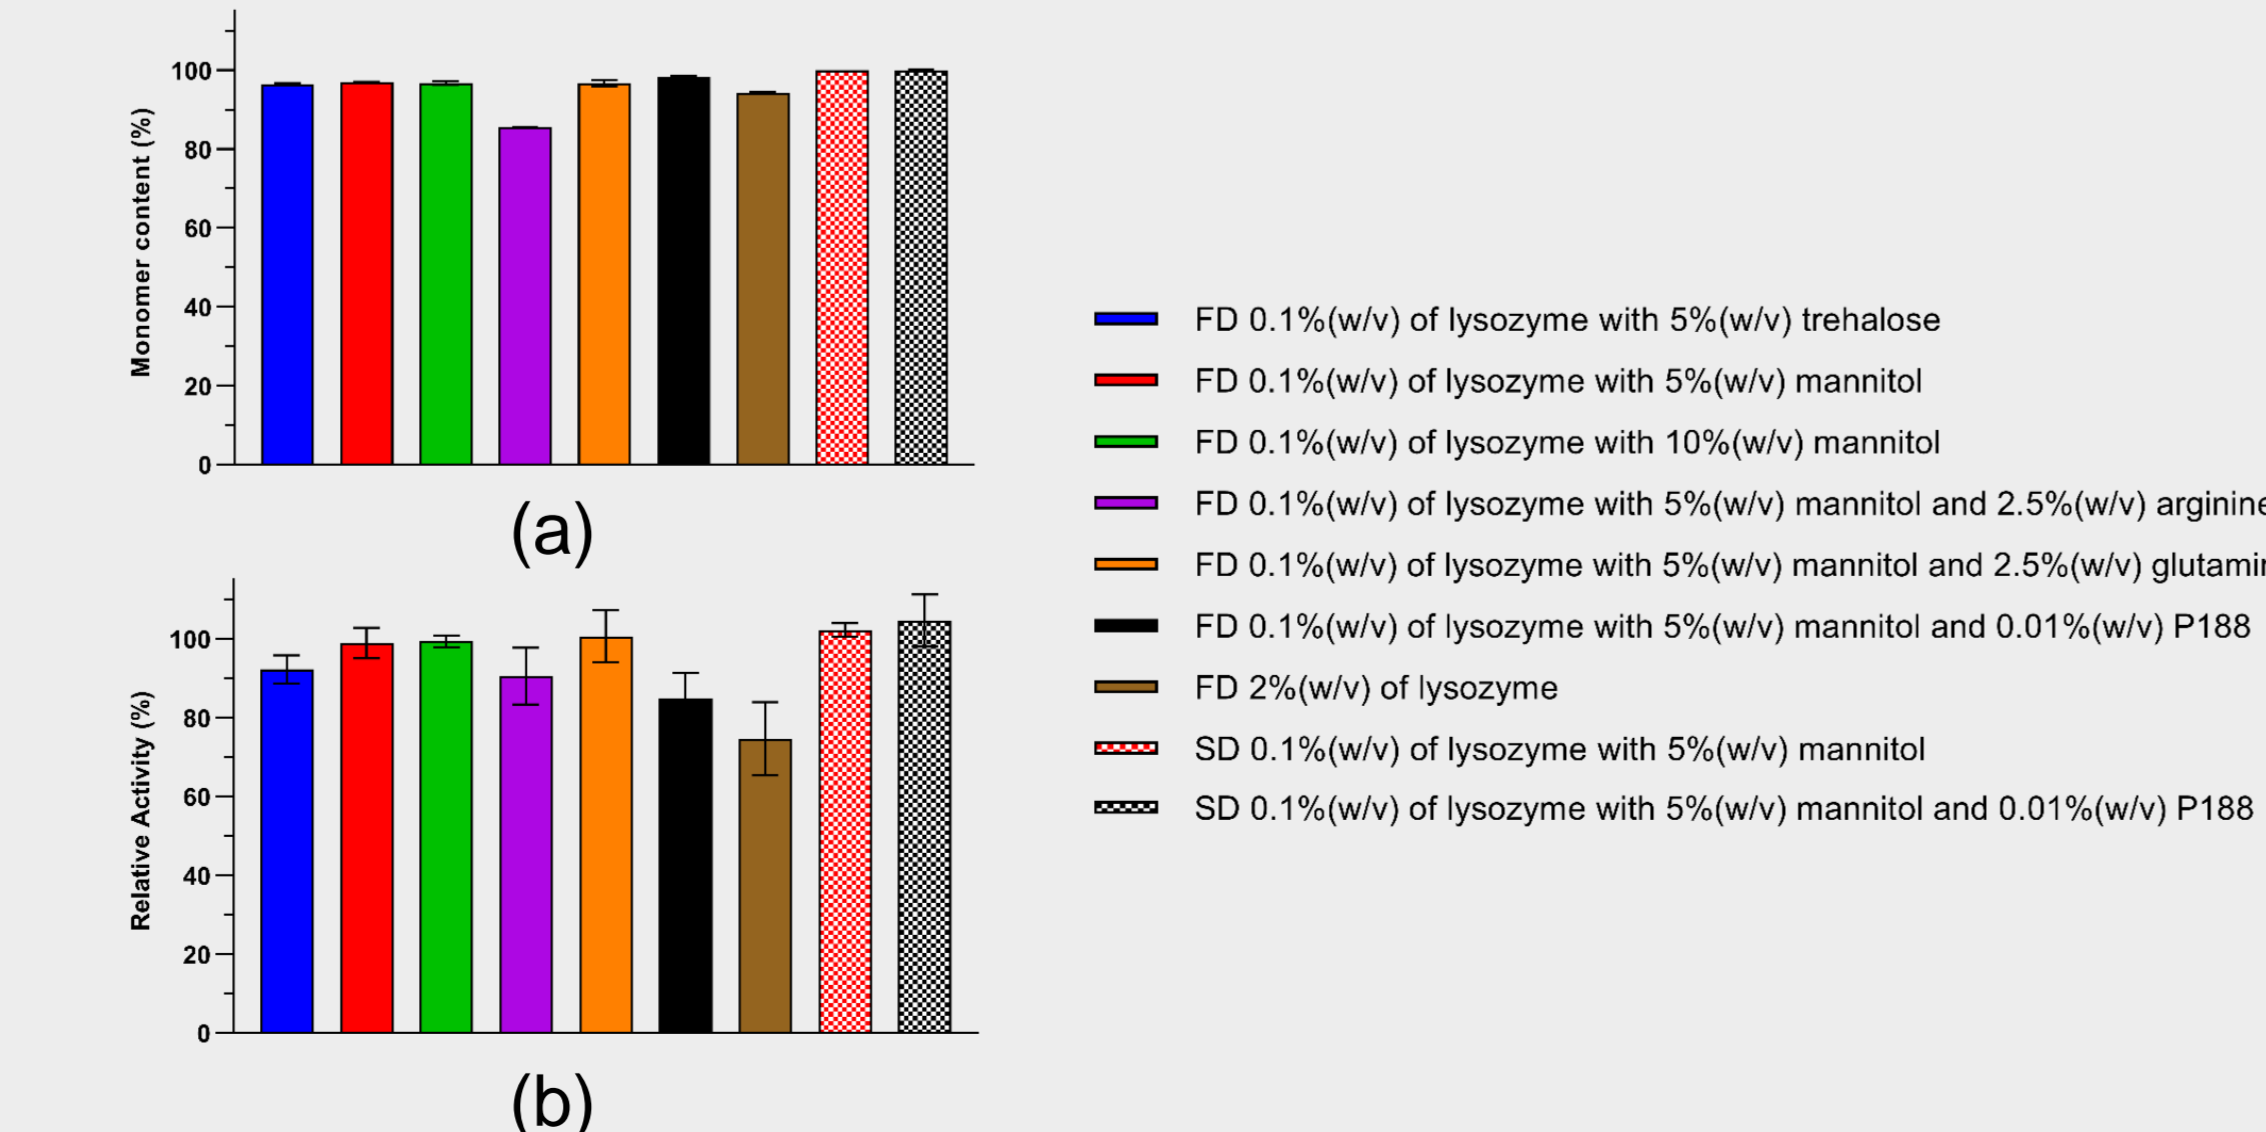 100
80
60
40
20
0
Monomer content (%)
(a)
100
80
60
40
20
0
Relative Activity (%)
(b)
FD 0.1%(w/v) of lysozyme with 5%(w/v) trehalose
FD 0.1%(w/v) of lysozyme with 5%(w/v) mannitol
FD 0.1%(w/v) of lysozyme with 10%(w/v) mannitol
FD 0.1%(w/v) of lysozyme with 5%(w/v) mannitol and 2.5%(w/v) arginine
FD 0.1%(w/v) of lysozyme with 5%(w/v) mannitol and 2.5%(w/v)
FD 0.1%(w/v) of lysozyme with 5%(w/v) mannitol and 0.01%(w/v) P188
FD 2%(w/v) of lysozyme
SD 0.1%(w/v) of lysozyme with 5%(w/v) mannitol
SD 0.1%(w/v) of lysozyme with 5%(w/v) mannitol and 0.01%(w/v) P188